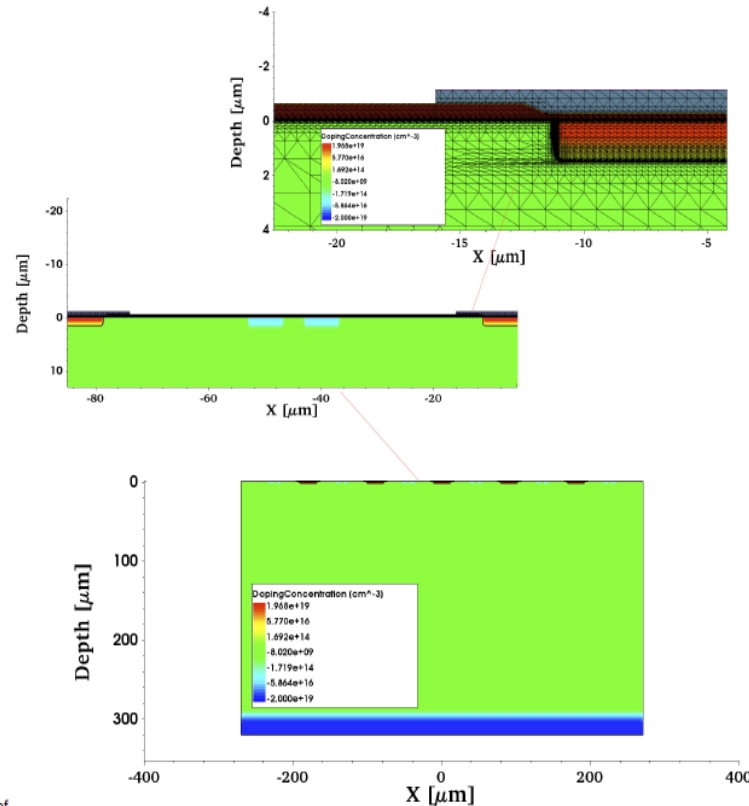 -4
-2
0
2
4
Depth [μm]
DopingConcentration (cm^-3)
1.968e+19
5.770e+16
1.692e+14
-8.020e+09
-1.719e+14
-5.864e+16
-2.000e+19
-20
-15
-10
-5
X [μm]
-20
-10
0
10
Depth [μm]
-80
-60
-40
-20
X [μm]
0
100
200
300
Depth [μm]
DopingConcentration (cm^-3)
1.968e+19
5.770e+16
1.692e+14
-8.020e+09
-1.719e+14
-5.864e+16
-2.000e+19
-400
-200
0
200
400
X [μm]